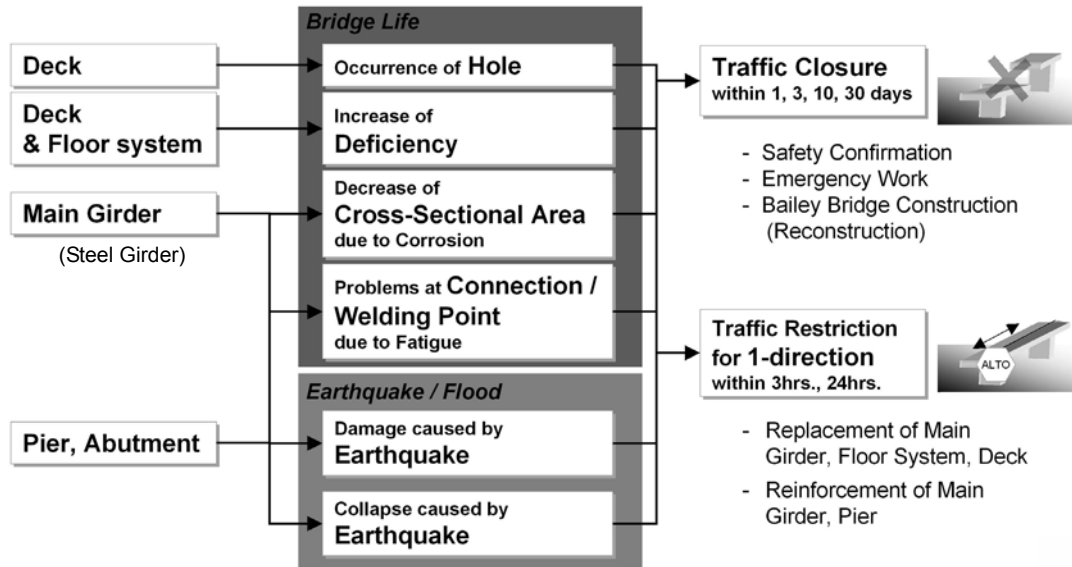 Deck
Deck
& Floor system
Main Girder
(Steel Girder)
Pier, Abutment
Bridge Life
Occurrence of Hole
Increase of
Deficiency
Decrease of
Cross-Sectional Area
due to Corrosion
Problems at Connection /
Welding Point
due to Fatigue
Earthquake / Flood
Damage caused by
Earthquake
Collapse caused by
Earthquake
Traffic Closure
within 1, 3, 10, 30 days
- Safety Confirmation
- Emergency Work
- Bailey Bridge Construction
(Reconstruction)
Traffic Restriction
for 1-direction
within 3hrs., 24hrs.
ALTO
- Replacement of Main
Girder, Floor System, Deck
- Reinforcement of Main
Girder, Pier